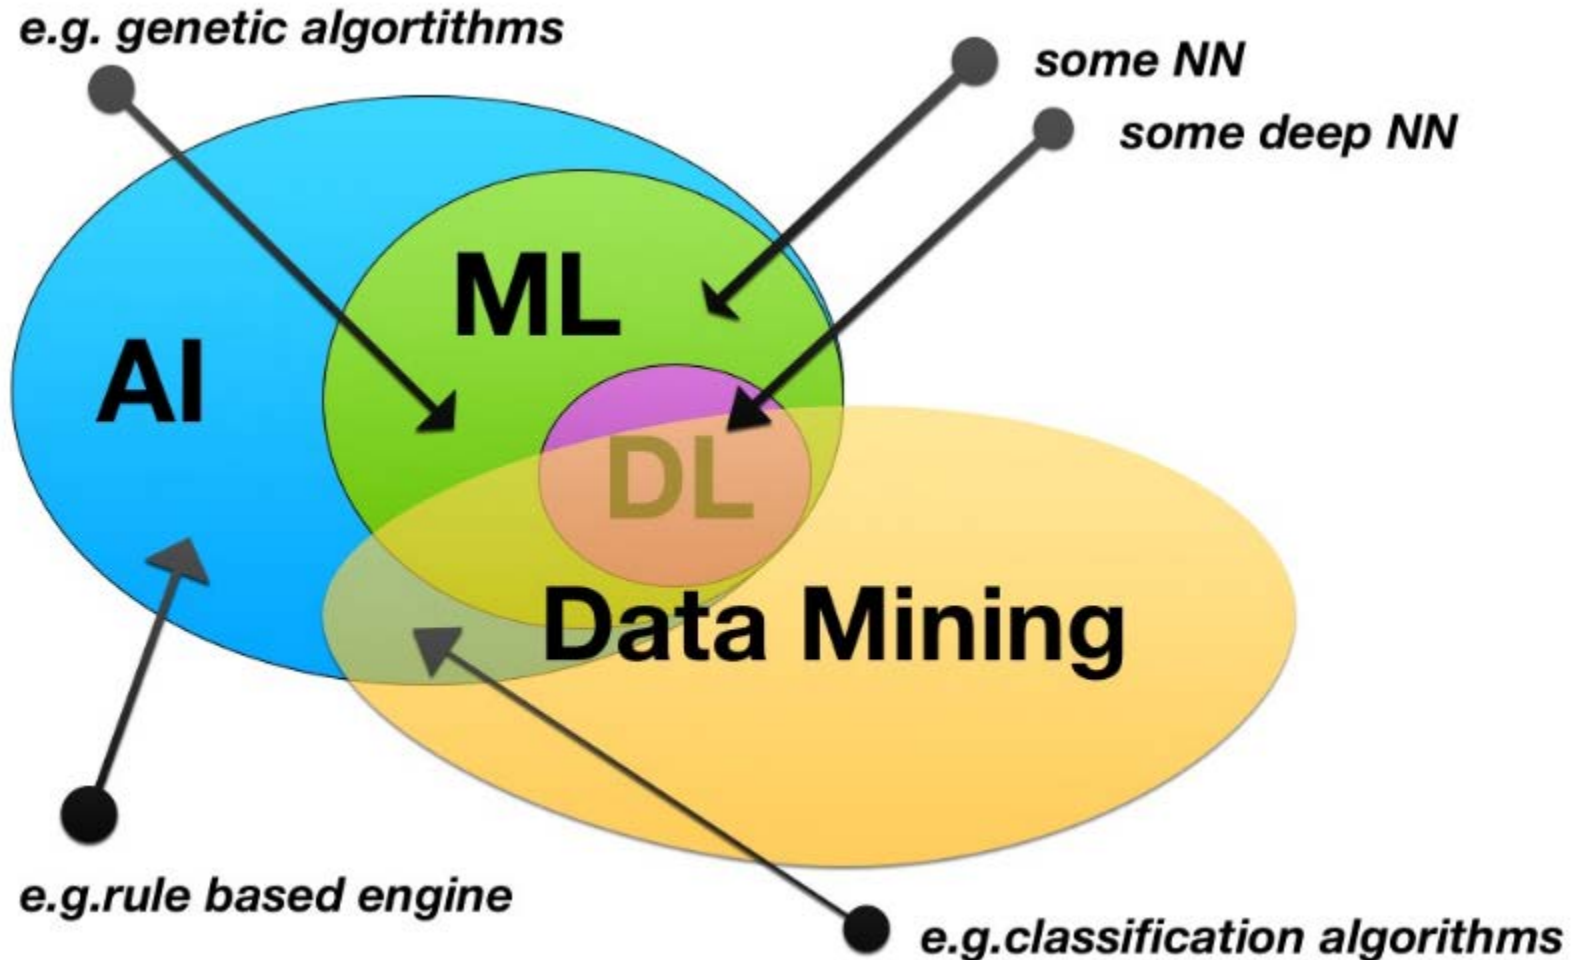 e.g. genetic algortithms
some NN
some deep NN
ML
AI
DL
Data Mining
e.g.rule based engine
e.g.classification algorithms